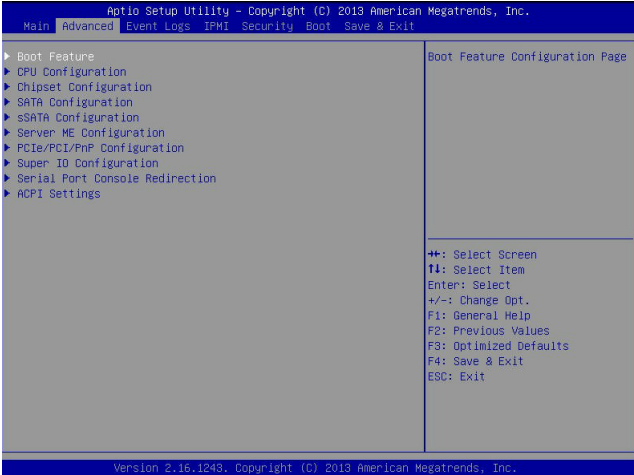 Aptio Setup Utility – Copyright (C) 2013 American Megatrends, Inc.
Main Advanced Event Logs IPMI Security Boot Save & Exit
▶ Boot Feature
▶ CPU Configuration
▶ Chipset Configuration
▶ SATA Configuration
▶ sSATA Configuration
▶ Server ME Configuration
▶ PCIe/PCI/PnP Configuration
▶ Super IO Configuration
▶ Serial Port Console Redirection
▶ ACPI Settings
Boot Feature Configuration Page
→←: Select Screen
↑↓: Select Item
Enter: Select
+/-: Change Opt.
F1: General Help
F2: Previous Values
F3: Optimized Defaults
F4: Save & Exit
ESC: Exit
Version 2.16.1243. Copyright (C) 2013 American Megatrends, Inc.